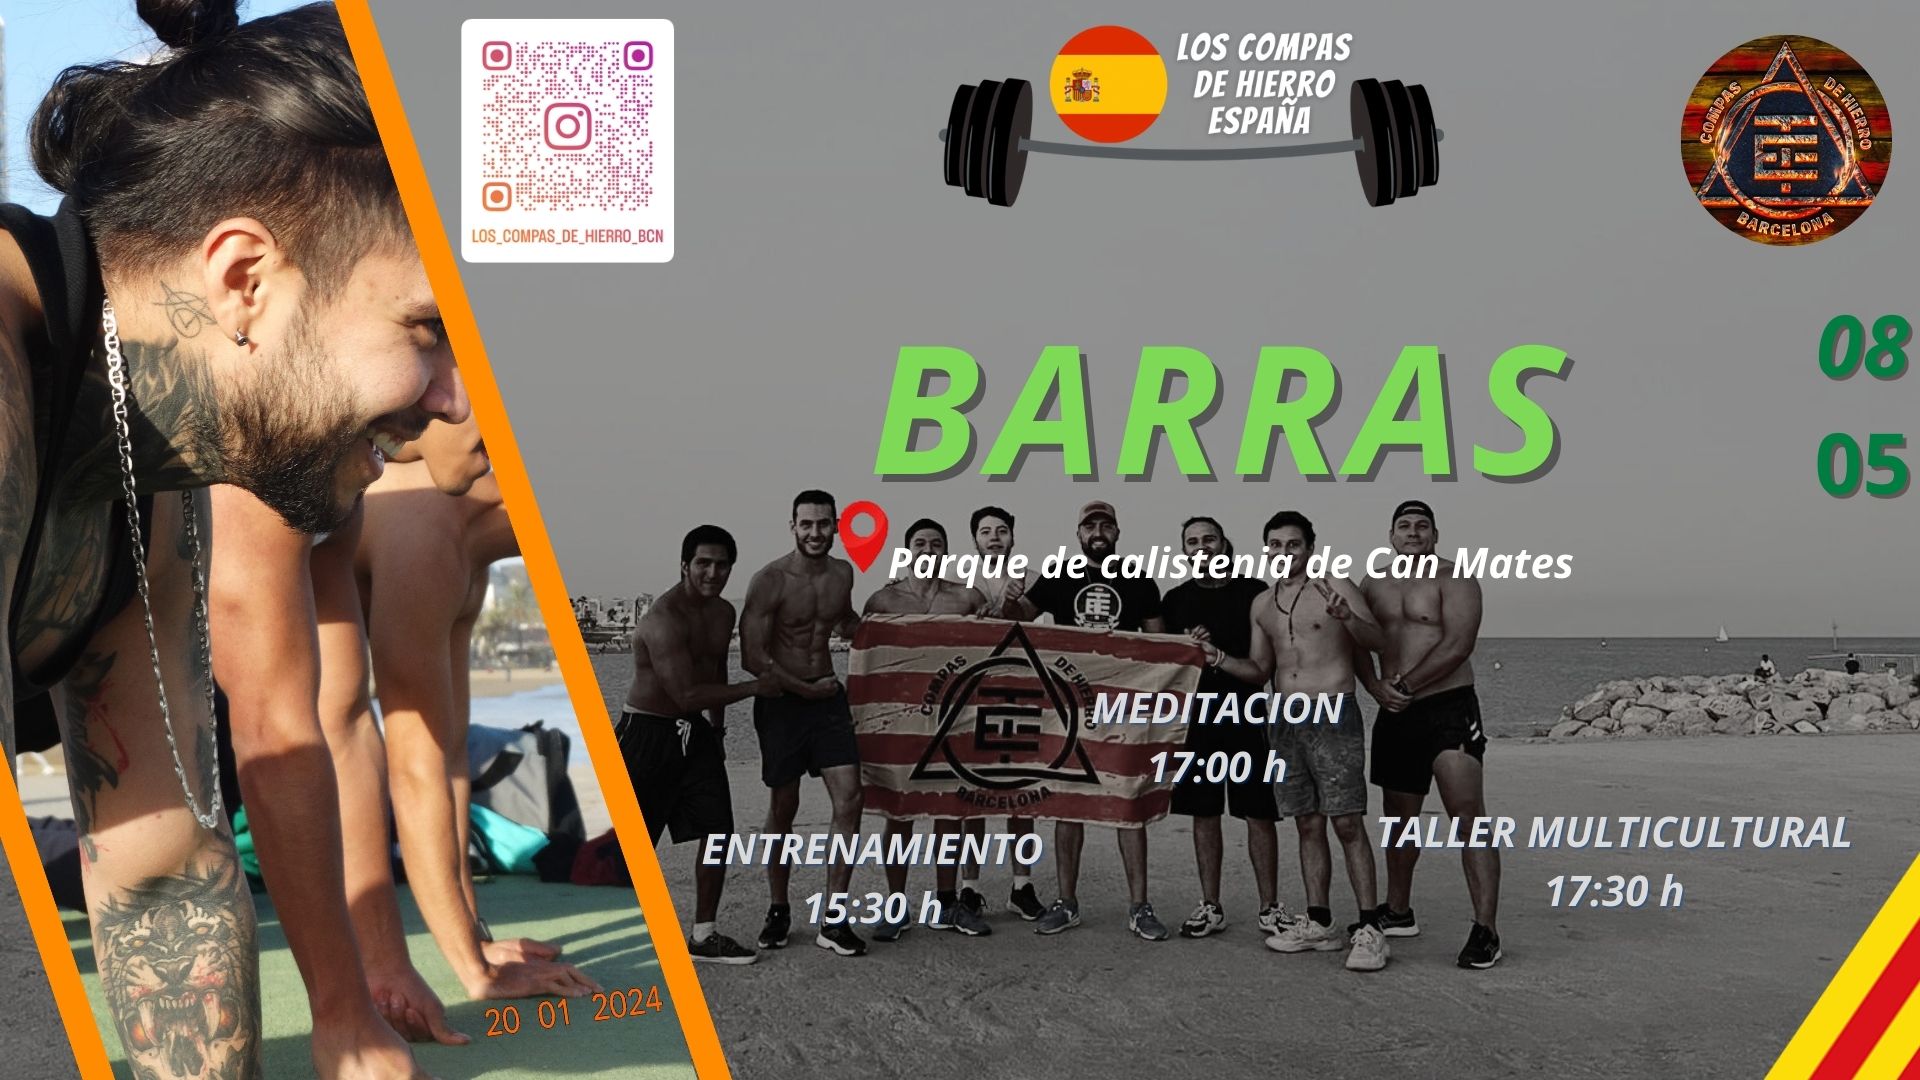 LOS_COMPAS_DE_HIERRO_BCN
LOS COMPAS
DE HIERRO
ESPAÑA
COMPAS DE HIERRO
BARCELONA
08
05
BARRAS
Parque de calistenia de Can Mates
COMPAS DE HIERRO
BARCELONA
MEDITACION
17:00 h
ENTRENAMIENTO
15:30 h
TALLER MULTICULTURAL
17:30 h
20 01 2024